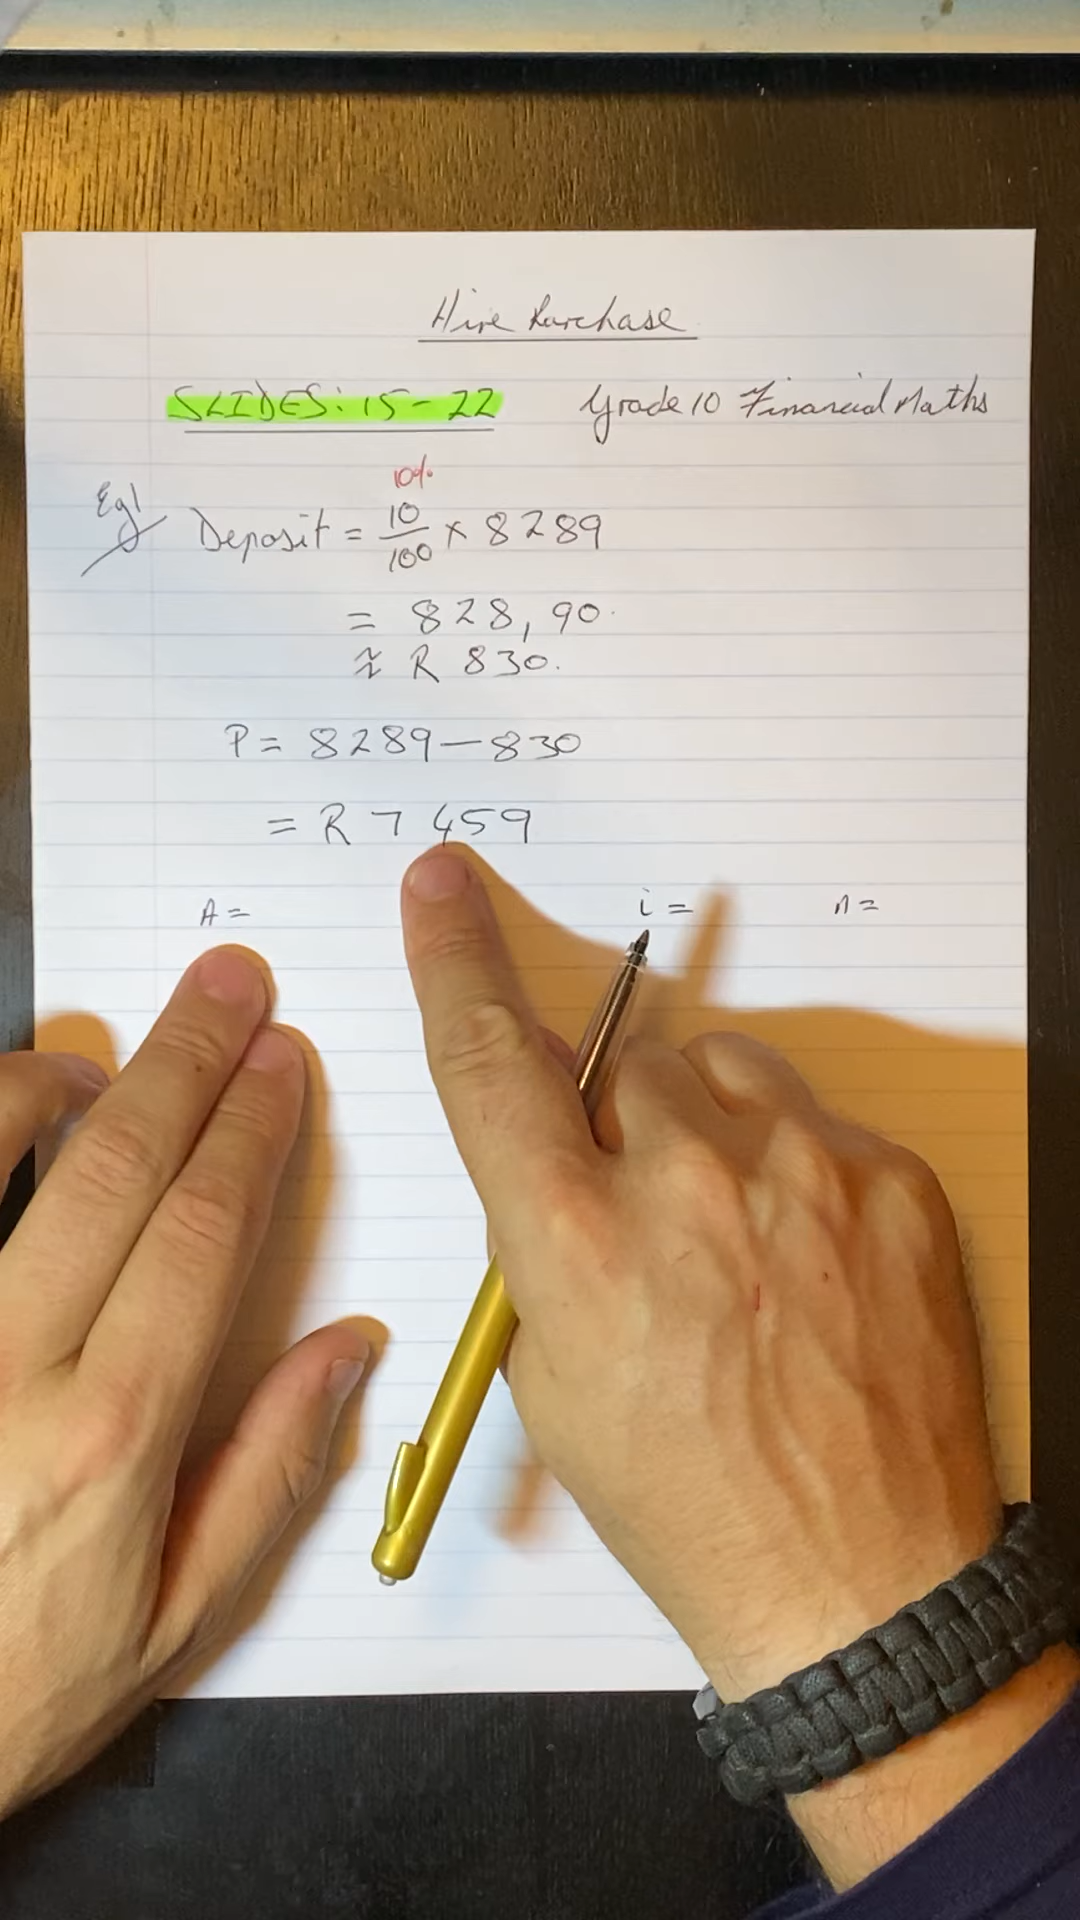 Hire Purchase
SLIDES: 15-22 Grade 10 Financial Maths
10%
Eg1 Deposit = 10/100 × 8289
= 828,90.
≈ R 830.
P = 8289 - 830
= R 7 459
A = i = n =